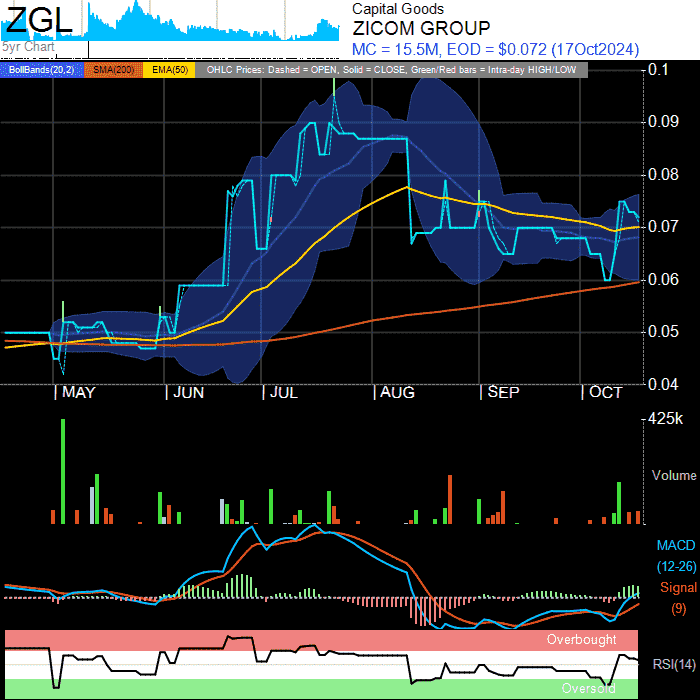 ZGL
5yr Chart
Capital Goods
ZICOM GROUP
MC = 15.5M, EOD = $0.072 (17Oct2024)
BollBands(20,2) SMA(200) EMA(50) OHLC Prices: Dashed = OPEN, Solid = CLOSE, Green/Red bars = Intra-day HIGH/LOW
0.1
0.09
0.08
0.07
0.06
0.05
0.04
MAY JUN JUL AUG SEP OCT
425k
Volume
MACD
(12-26)
Signal
(9)
Overbought
RSI(14)
Oversold